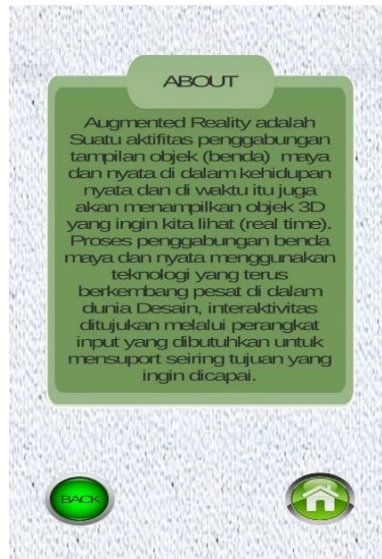 ABOUT
Augmented Reality adalah
Suatu aktifitas penggabungan
tampilan objek (benda) maya
dan nyata di dalam kehidupan
nyata dan di waktu itu juga
akan menampilkan objek 3D
yang ingin kita lihat (real time).
Proses penggabungan benda
maya dan nyata menggunakan
teknologi yang terus
berkembang pesat di dalam
dunia Desain, interaktivitas
ditujukan melalui perangkat
input yang dibutuhkan untuk
mensuport seiring tujuan yang
ingin dicapai.
BACK